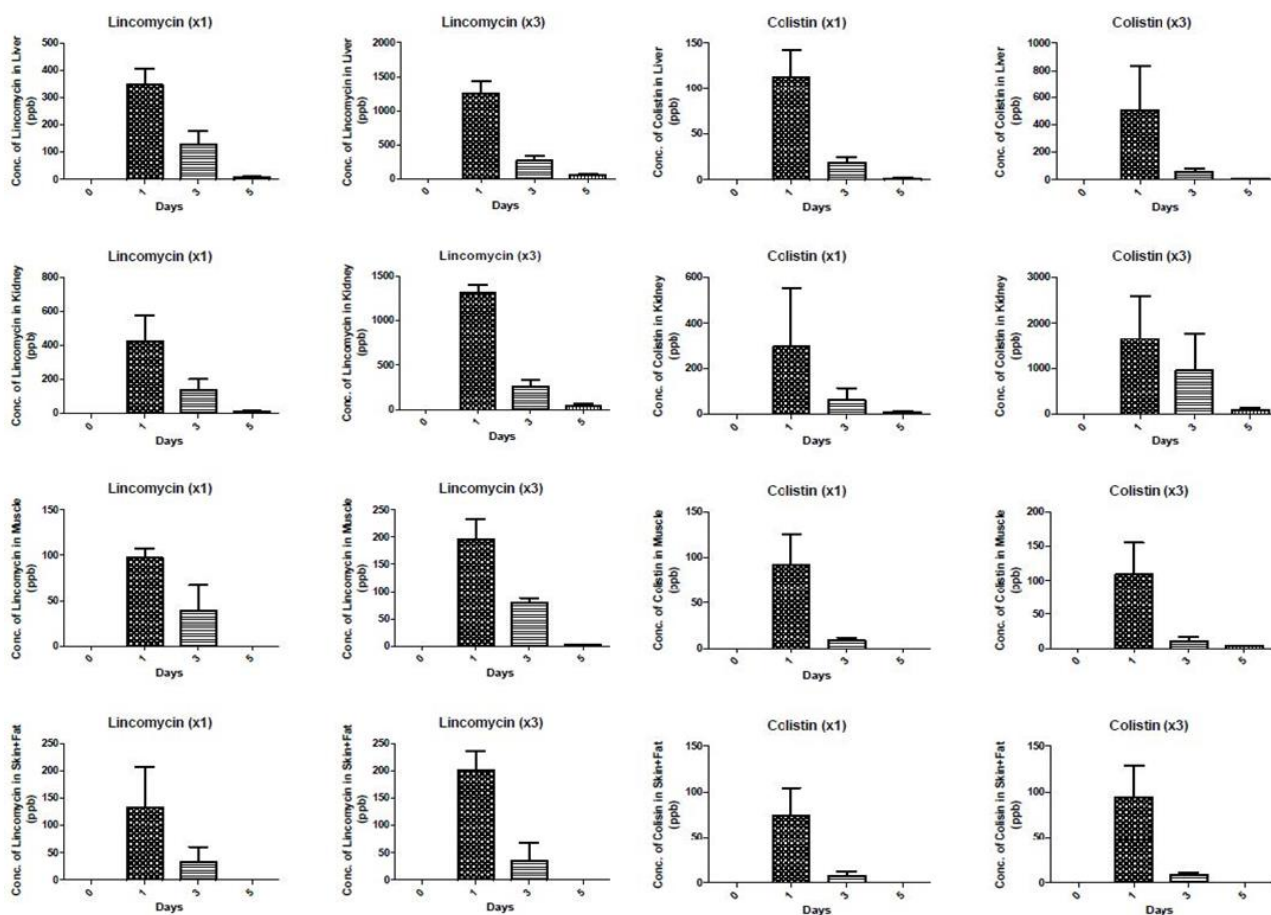 Lincomycin (x1)
Conc. of Lincomycin in Liver
(ppb)
500
400
300
200
100
0
0
1
3
5
Days
Lincomycin (x3)
Conc. of Lincomycin in Liver
(ppb)
2000
1500
1000
500
0
0
1
3
5
Days
Colistin (x1)
Conc. of Colistin in Liver
(ppb)
150
100
50
0
0
1
3
5
Days
Colistin (x3)
Conc. of Colistin in Liver
(ppb)
1000
800
600
400
200
0
0
1
3
5
Days
Lincomycin (x1)
Conc. of Lincomycin in Kidney
(ppb)
800
600
400
200
0
0
1
3
5
Days
Lincomycin (x3)
Conc. of Lincomycin in Kidney
(ppb)
1500
1000
500
0
0
1
3
5
Days
Colistin (x1)
Conc. of Colistin in Kidney
(ppb)
600
400
200
0
0
1
3
5
Days
Colistin (x3)
Conc. of Colistin in Kidney
(ppb)
3000
2000
1000
0
0
1
3
5
Days
Lincomycin (x1)
Conc. of Lincomycin in Muscle
(ppb)
150
100
50
0
0
1
3
5
Days
Lincomycin (x3)
Conc. of Lincomycin in Muscle
(ppb)
250
200
150
100
50
0
0
1
3
5
Days
Colistin (x1)
Conc. of Colistin in Muscle
(ppb)
150
100
50
0
0
1
3
5
Days
Colistin (x3)
Conc. of Colistin in Muscle
(ppb)
200
150
100
50
0
0
1
3
5
Days
Lincomycin (x1)
Conc. of Lincomycin in Skin+Fat
(ppb)
250
200
150
100
50
0
0
1
3
5
Days
Lincomycin (x3)
Conc. of Lincomycin in Skin+Fat
(ppb)
250
200
150
100
50
0
0
1
3
5
Days
Colistin (x1)
Conc. of Colisin in Skin+Fat
(ppb)
150
100
50
0
0
1
3
5
Days
Colistin (x3)
Conc. of Colistin in Skin+Fat
(ppb)
150
100
50
0
0
1
3
5
Days